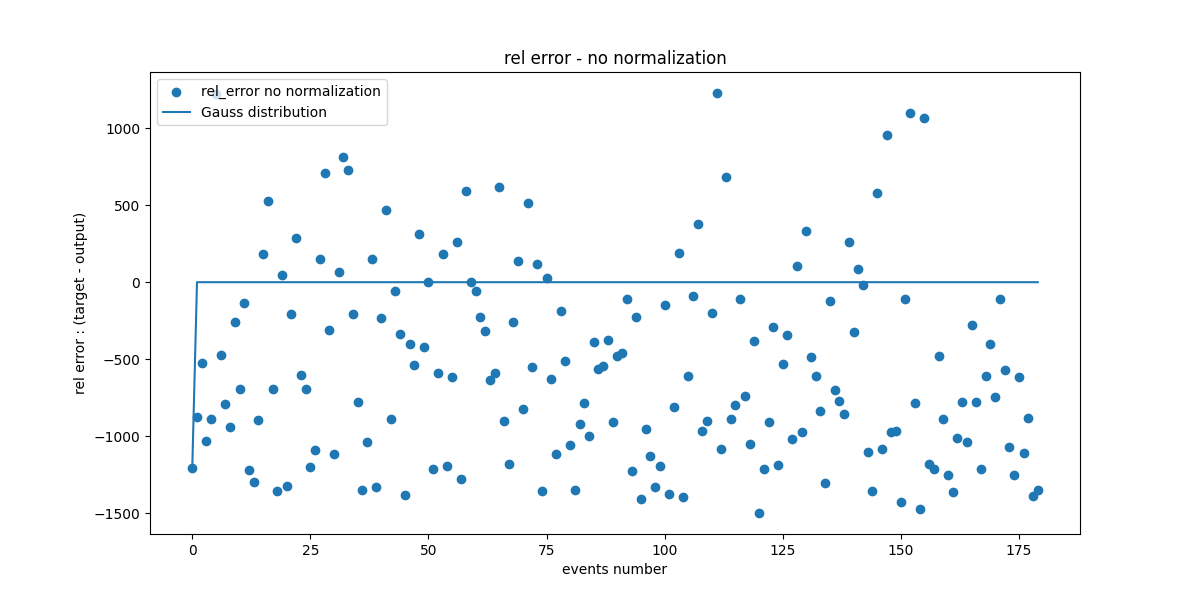 rel error - no normalization
rel_error no normalization
Gauss distribution
rel error : (target - output)
1000
500
0
−500
−1000
−1500
0 25 50 75 100 125 150 175
events number